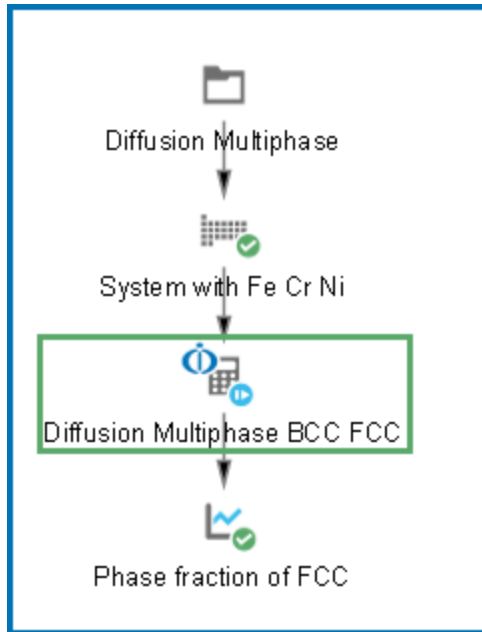 Diffusion Multiphase
System with Fe Cr Ni
Diffusion Multiphase BCC FCC
Phase fraction of FCC